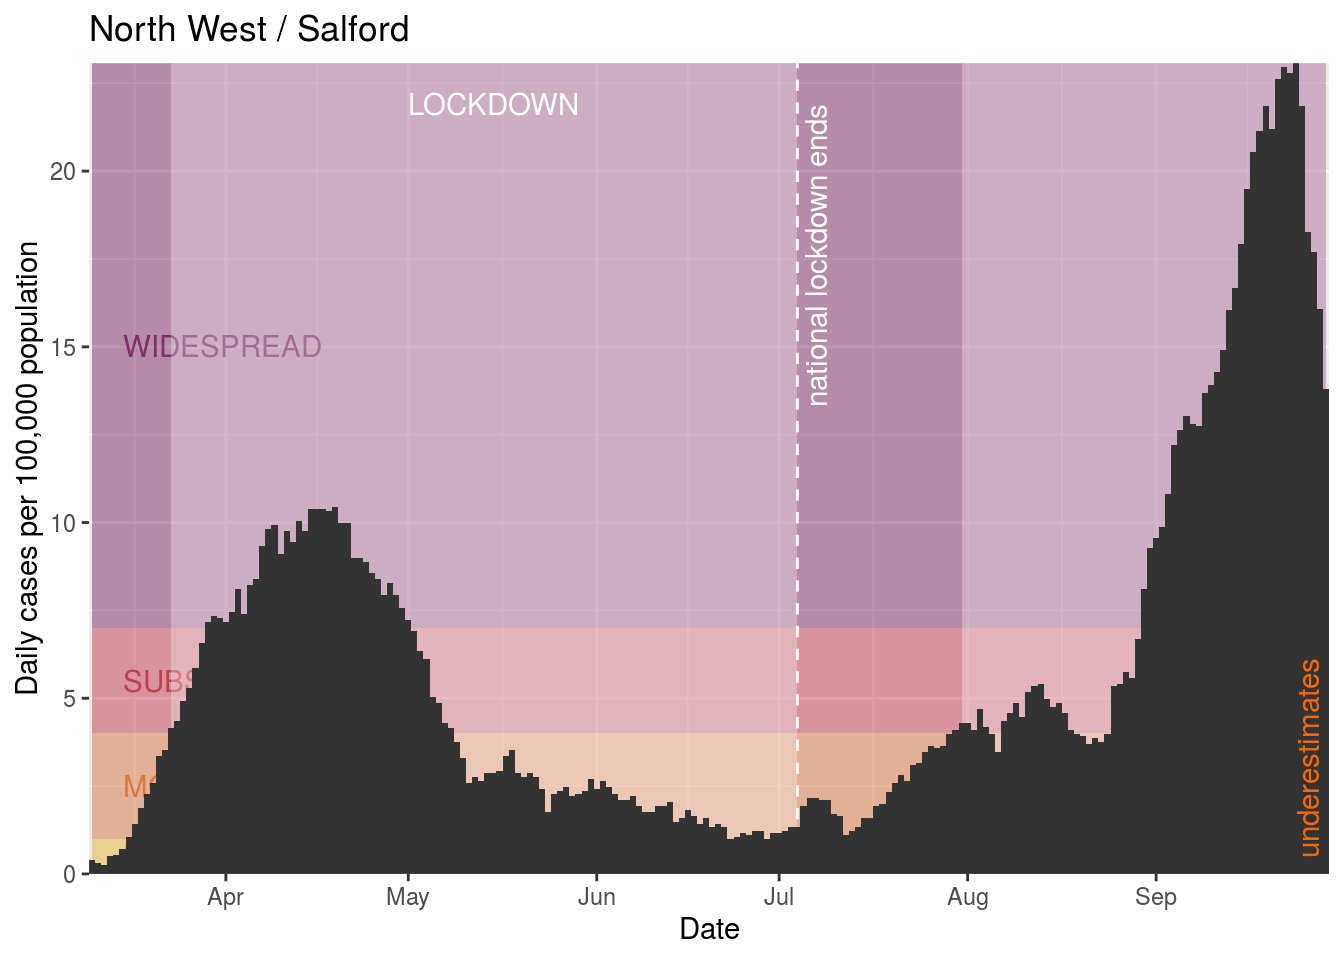 North West / Salford
LOCKDOWN
national lockdown ends
WIDESPREAD
SUBS
MO
underestimates
Daily cases per 100,000 population
20
15
10
5
0
Apr
May
Jun
Jul
Aug
Sep
Date